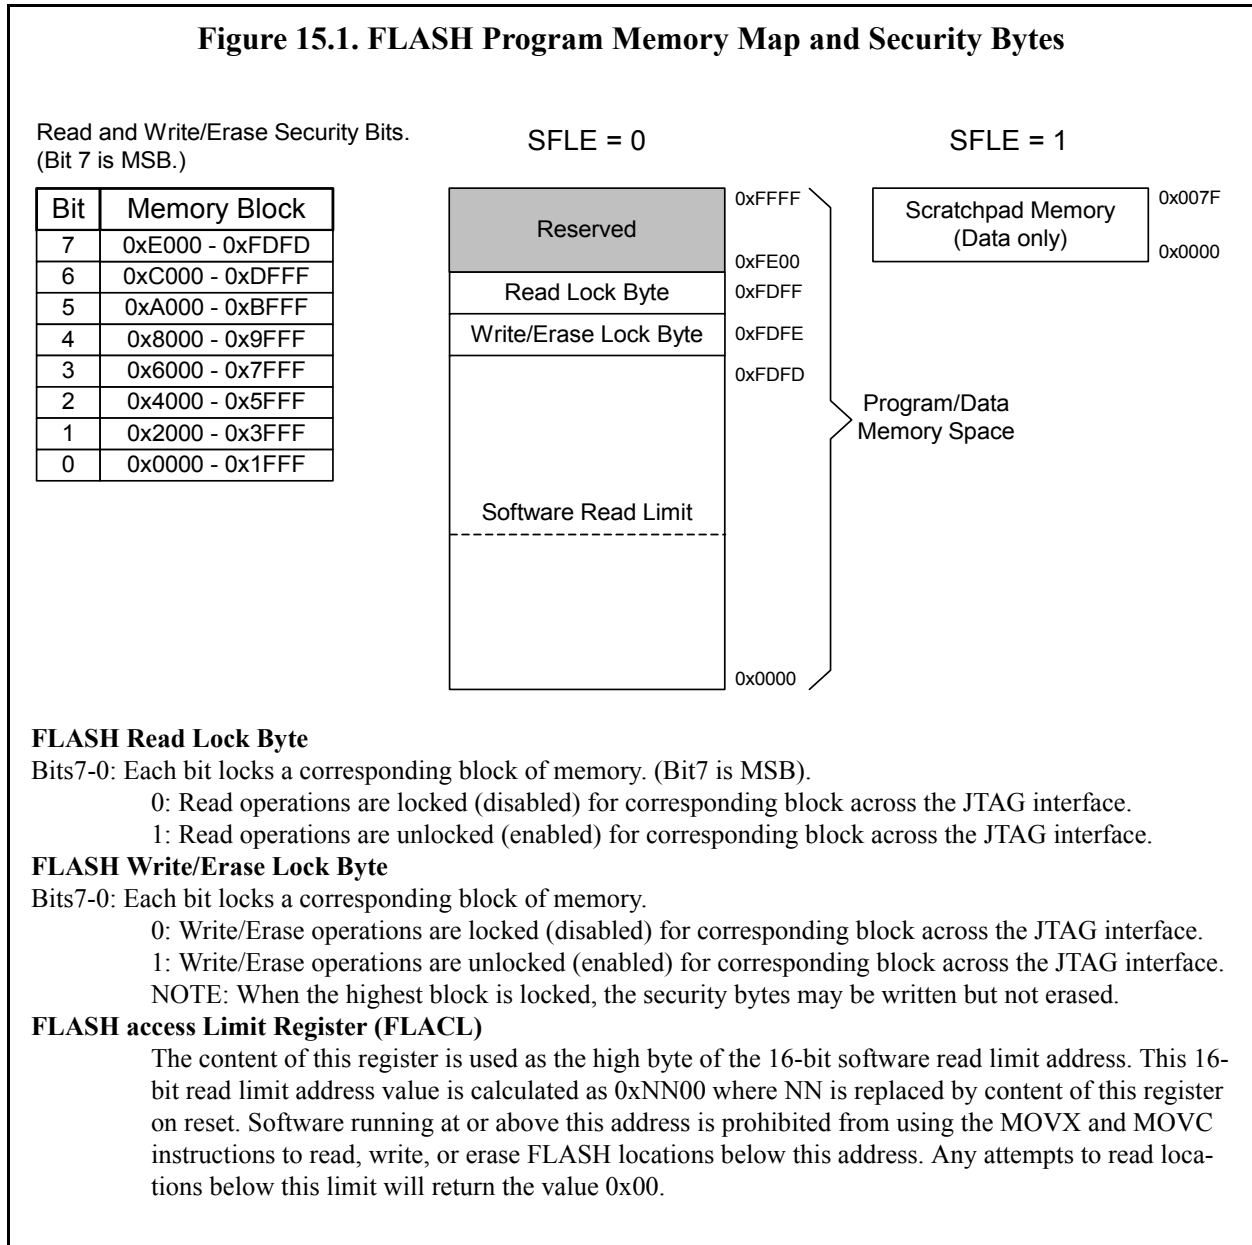 Figure 15.1. FLASH Program Memory Map and Security Bytes
Read and Write/Erase Security Bits.
(Bit 7 is MSB.)
Bit Memory Block
7 0xE000 - 0xFDFD
6 0xC000 - 0xDFFF
5 0xA000 - 0xBFFF
4 0x8000 - 0x9FFF
3 0x6000 - 0x7FFF
2 0x4000 - 0x5FFF
1 0x2000 - 0x3FFF
0 0x0000 - 0x1FFF
SFLE = 0
Reserved
0xFFFF
0xFE00
Read Lock Byte
0xFDFF
Write/Erase Lock Byte
0xFDFE
0xFDFD
Software Read Limit
0x0000
Program/Data
Memory Space
SFLE = 1
Scratchpad Memory
(Data only)
0x007F
0x0000
FLASH Read Lock Byte
Bits7-0: Each bit locks a corresponding block of memory. (Bit7 is MSB).
0: Read operations are locked (disabled) for corresponding block across the JTAG interface.
1: Read operations are unlocked (enabled) for corresponding block across the JTAG interface.
FLASH Write/Erase Lock Byte
Bits7-0: Each bit locks a corresponding block of memory.
0: Write/Erase operations are locked (disabled) for corresponding block across the JTAG interface.
1: Write/Erase operations are unlocked (enabled) for corresponding block across the JTAG interface.
NOTE: When the highest block is locked, the security bytes may be written but not erased.
FLASH access Limit Register (FLACL)
The content of this register is used as the high byte of the 16-bit software read limit address. This 16-
bit read limit address value is calculated as 0xNN00 where NN is replaced by content of this register
on reset. Software running at or above this address is prohibited from using the MOVX and MOVC
instructions to read, write, or erase FLASH locations below this address. Any attempts to read loca-
tions below this limit will return the value 0x00.